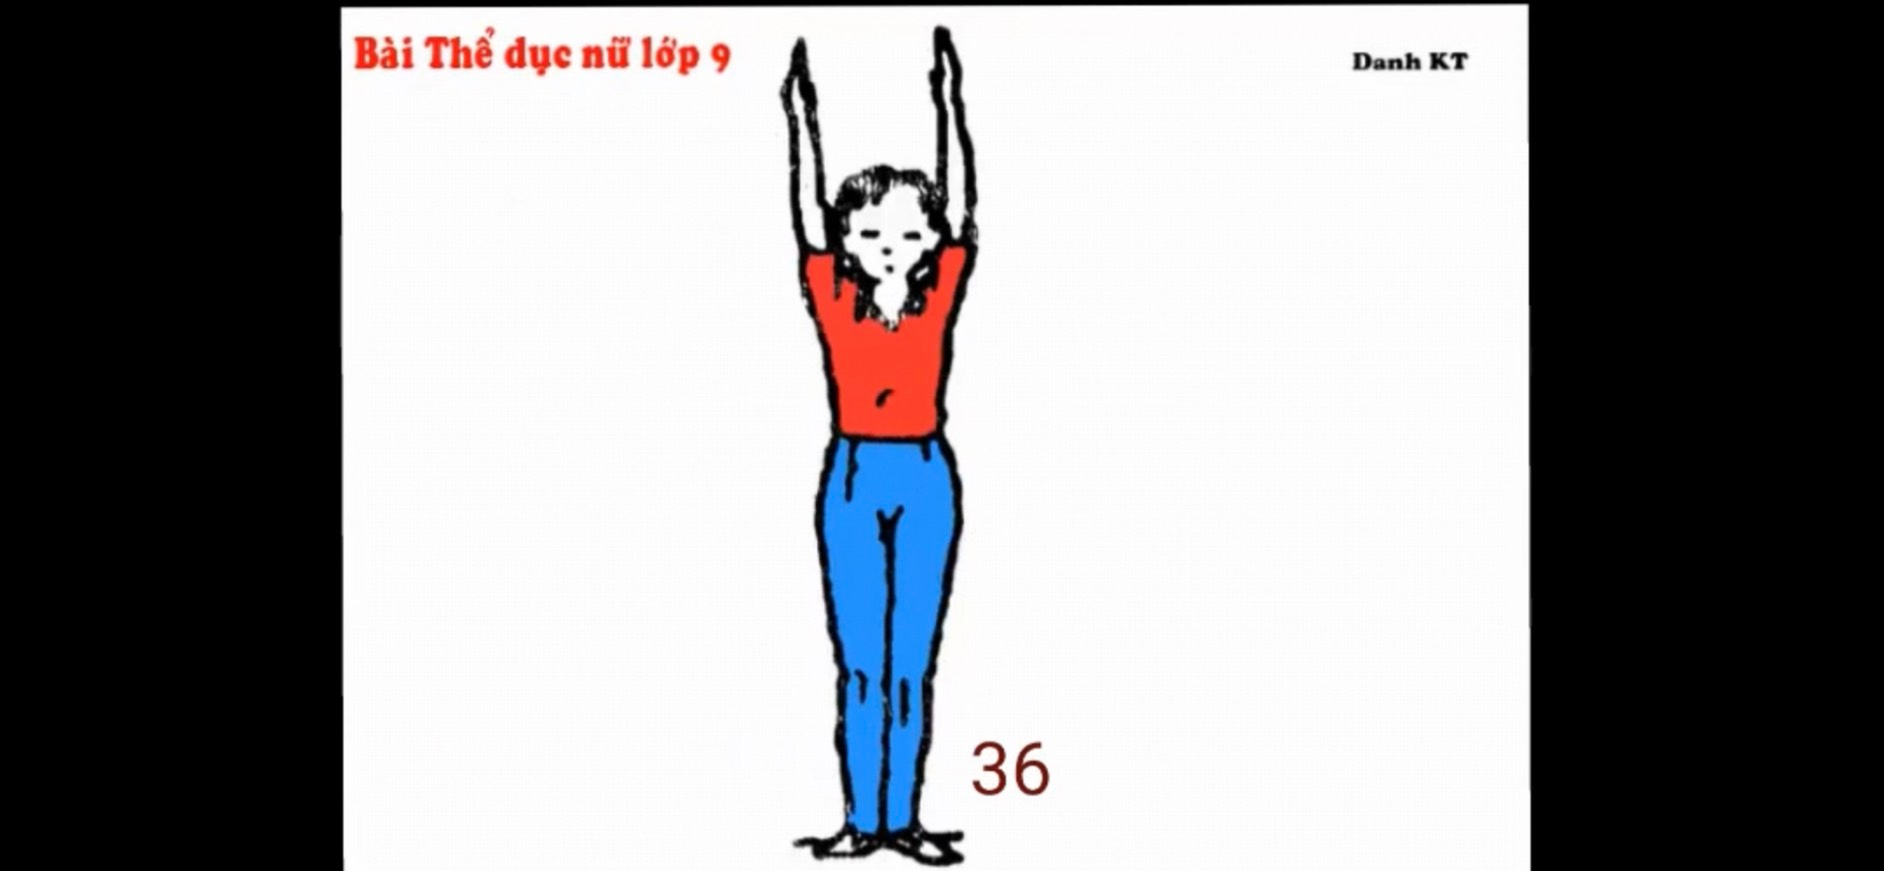 Bài Thể dục nữ lớp 9
Danh KT
36